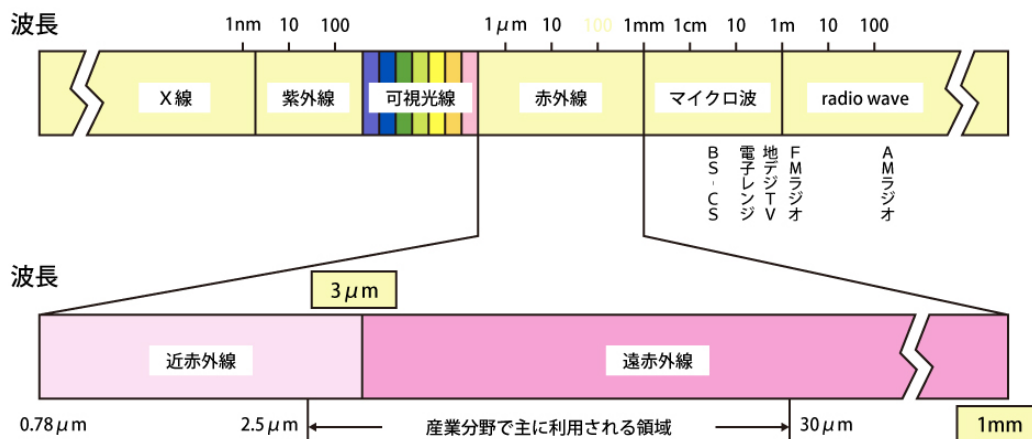 波長
1nm 10 100 1μm 10 100 1mm 1cm 10 1m 10 100
X線 紫外線 可視光線 赤外線 マイクロ波 radio wave
BS-CS
電子レンジ
地デジTV
FMラジオ
AMラジオ
波長
3μm
近赤外線 遠赤外線
0.78μm 2.5μm 産業分野で主に利用される領域 30μm 1mm